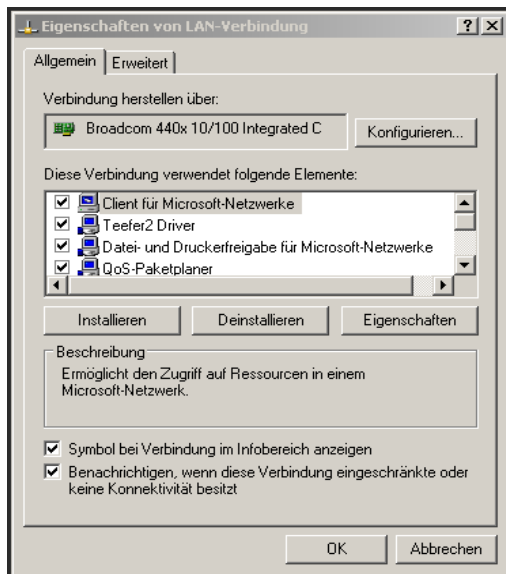 Eigenschaften von LAN-Verbindung
Allgemein
Erweitert
Verbindung herstellen über:
Broadcom 440x 10/100 Integrated C
Konfigurieren...
Diese Verbindung verwendet folgende Elemente:
Client für Microsoft-Netzwerke
Teefer2 Driver
Datei- und Druckerfreigabe für Microsoft-Netzwerke
QoS-Paketplaner
Installieren
Deinstallieren
Eigenschaften
Beschreibung
Ermöglicht den Zugriff auf Ressourcen in einem
Microsoft-Netzwerk.
Symbol bei Verbindung im Infobereich anzeigen
Benachrichtigen, wenn diese Verbindung eingeschränkte oder
keine Konnektivität besitzt
OK
Abbrechen